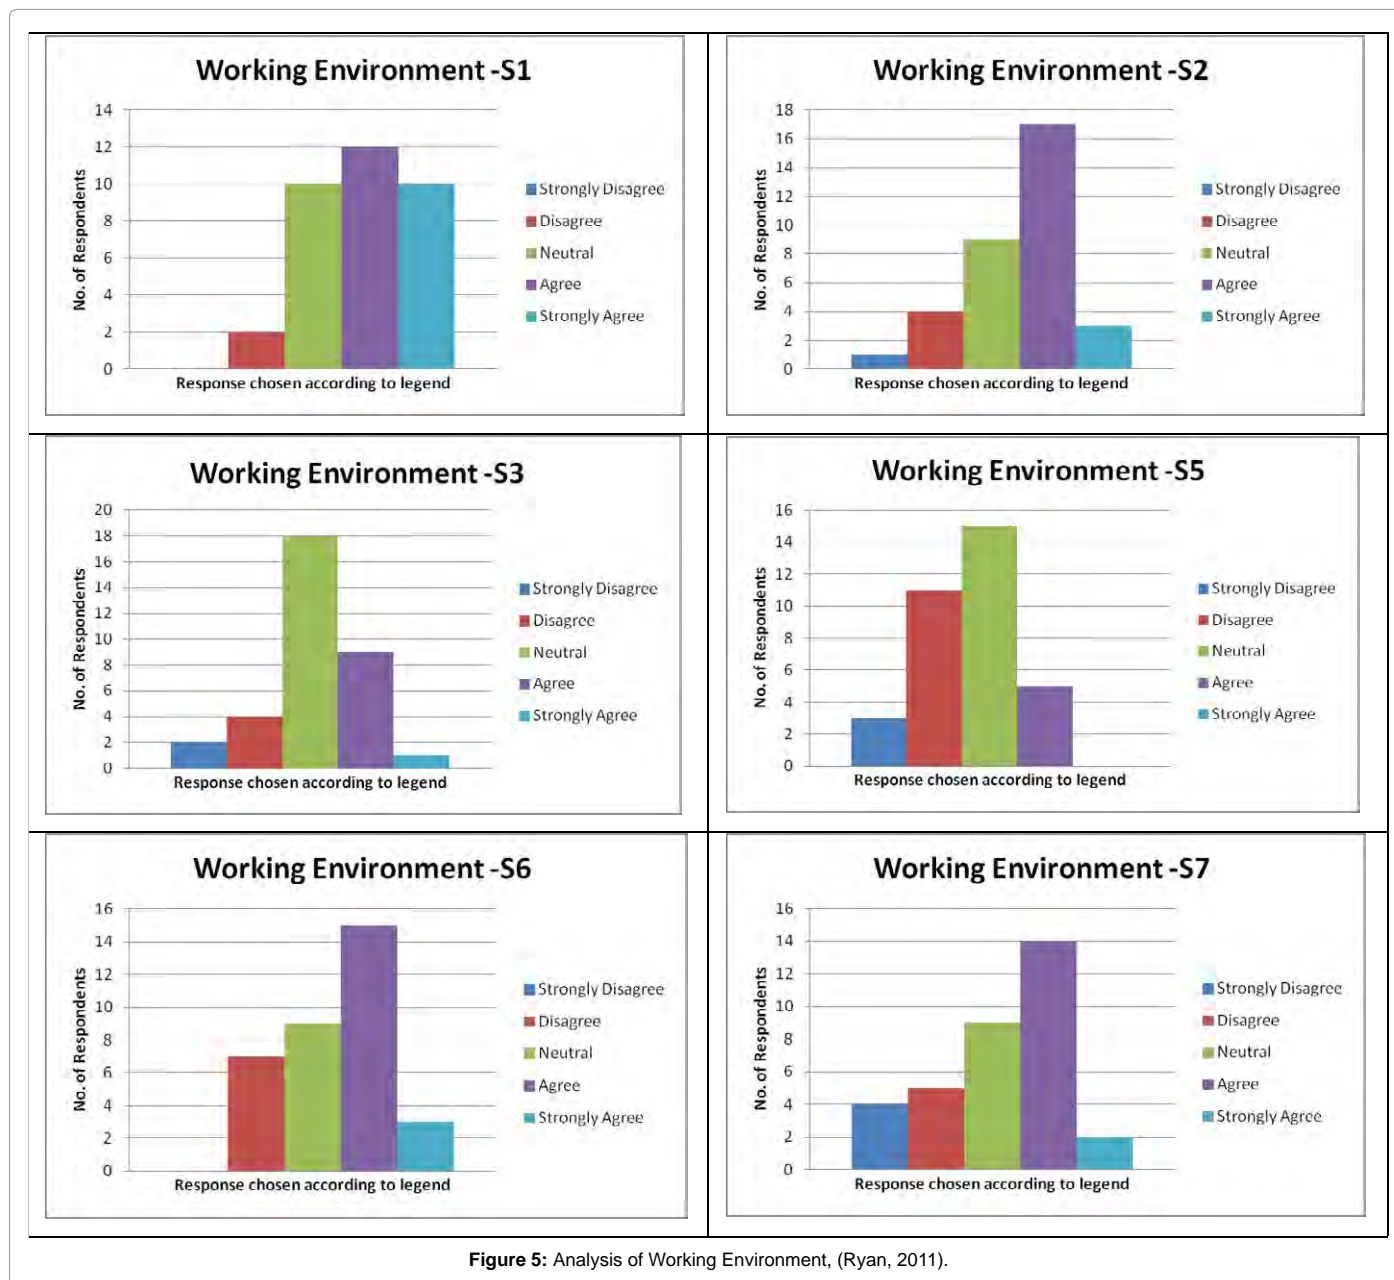 Working Environment -S1
14
12
10
8
6
4
2
0
No. of Respondents
Response chosen according to legend
Strongly Disagree
Disagree
Neutral
Agree
Strongly Agree
Working Environment -S2
18
16
14
12
10
8
6
4
2
0
No. of Respondents
Response chosen according to legend
Strongly Disagree
Disagree
Neutral
Agree
Strongly Agree
Working Environment -S3
20
18
16
14
12
10
8
6
4
2
0
No. of Respondents
Response chosen according to legend
Strongly Disagree
Disagree
Neutral
Agree
Strongly Agree
Working Environment -S5
16
14
12
10
8
6
4
2
0
No. of Respondents
Response chosen according to legend
Strongly Disagree
Disagree
Neutral
Agree
Strongly Agree
Working Environment -S6
16
14
12
10
8
6
4
2
0
No. of Respondents
Response chosen according to legend
Strongly Disagree
Disagree
Neutral
Agree
Strongly Agree
Working Environment -S7
16
14
12
10
8
6
4
2
0
No. of Respondents
Response chosen according to legend
Strongly Disagree
Disagree
Neutral
Agree
Strongly Agree
Figure 5: Analysis of Working Environment, (Ryan, 2011).